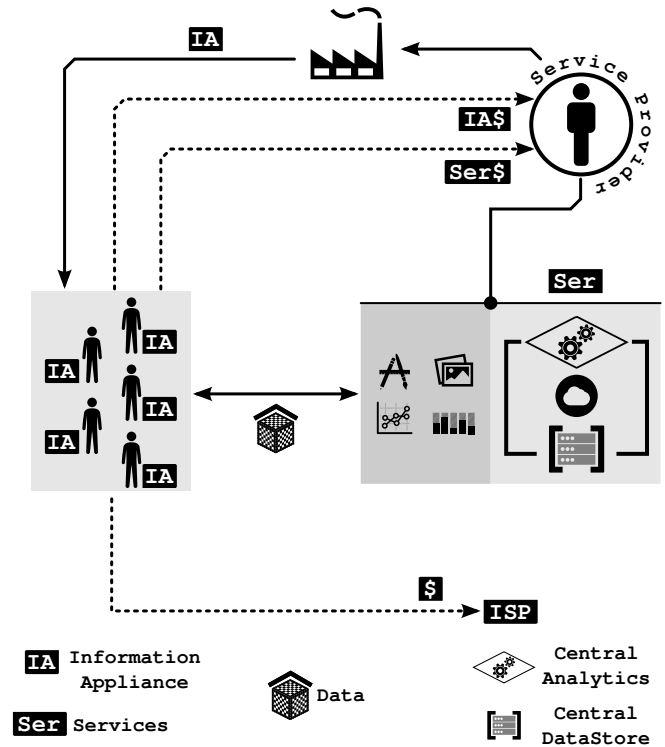 IA
Service Provider
IA$
Ser$
Ser
IA
IA
IA
IA
IA
$
ISP
IA Information
Appliance
Data
Central
Analytics
Ser Services
Central
DataStore